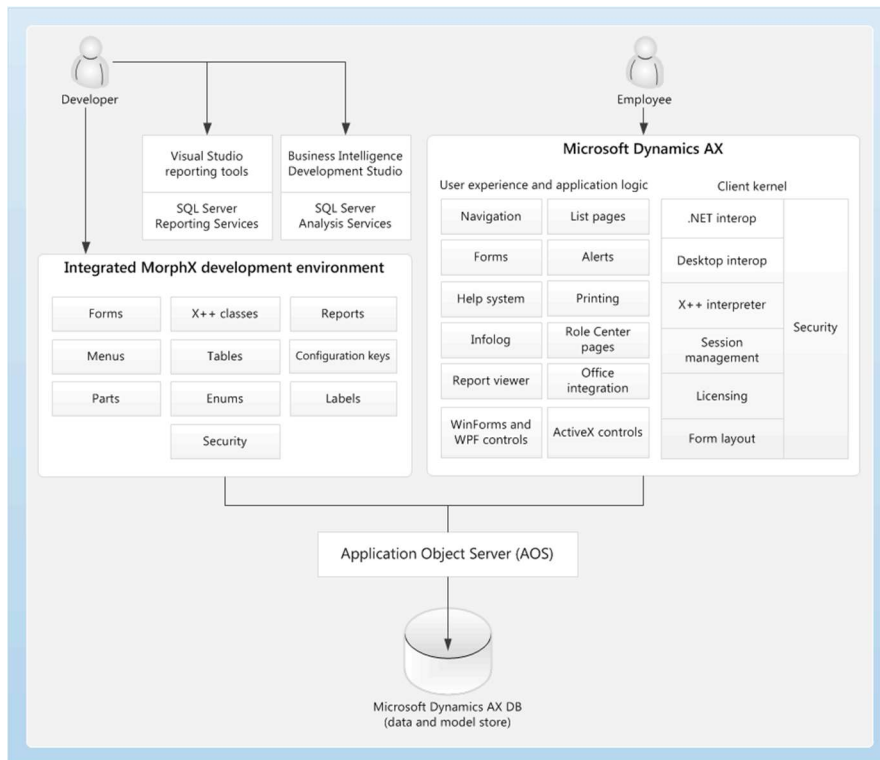 Developer
Employee
Visual Studio
reporting tools
SQL Server
Reporting Services
Business Intelligence
Development Studio
SQL Server
Analysis Services
Integrated MorphX development environment
Forms
X++ classes
Reports
Menus
Tables
Configuration keys
Parts
Enums
Labels
Security
Microsoft Dynamics AX
User experience and application logic
Navigation
List pages
Forms
Alerts
Help system
Printing
Infolog
Role Center
pages
Report viewer
Office
integration
WinForms and
WPF controls
ActiveX controls
Client kernel
.NET interop
Desktop interop
X++ interpreter
Session
management
Licensing
Form layout
Security
Application Object Server (AOS)
Microsoft Dynamics AX DB
(data and model store)